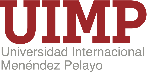 UIMP
Universidad Internacional
Menéndez Pelayo